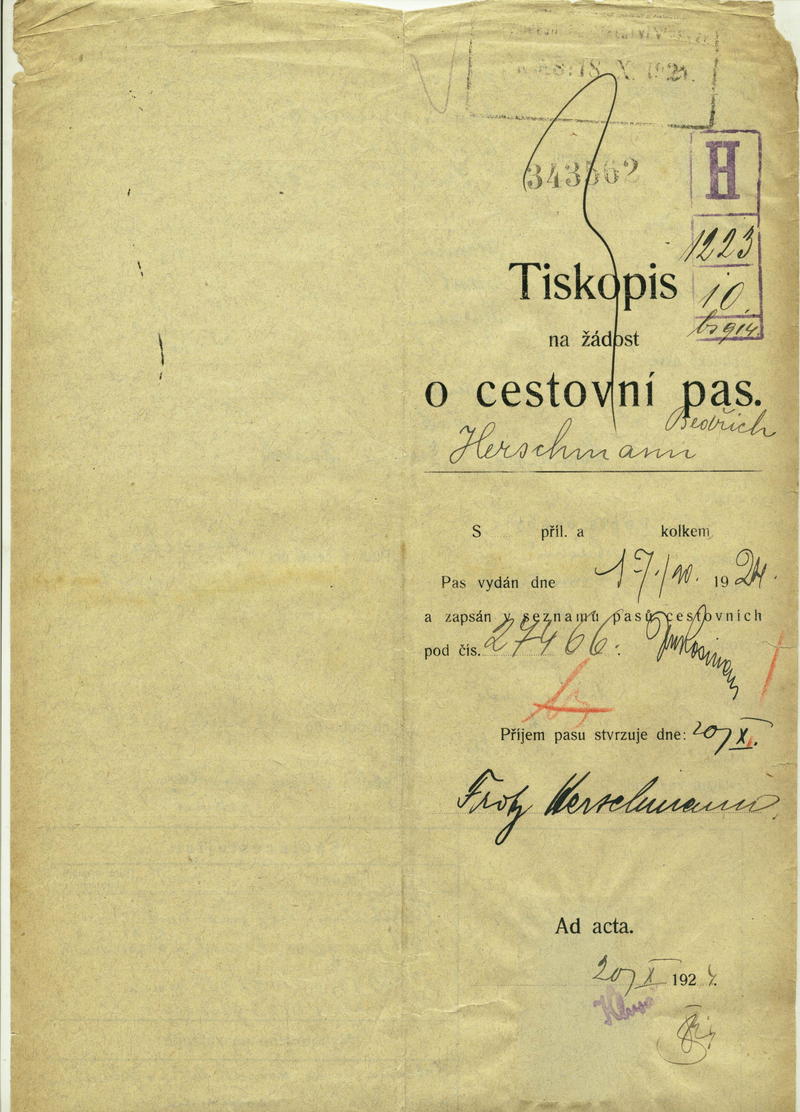 18. X. 1924.
343562
H
1223
10
Tiskopis
na žádost
o cestovní pas.
Bedřich
Herschmann
S příl. a kolkem
Pas vydán dne 17./10. 1924.
a zapsán v seznamu pasů cestovních
pod čís. 27466.
Příjem pasu stvrzuje dne: 20/X.
Fritz Herschmann
Ad acta.
20/X 1924.